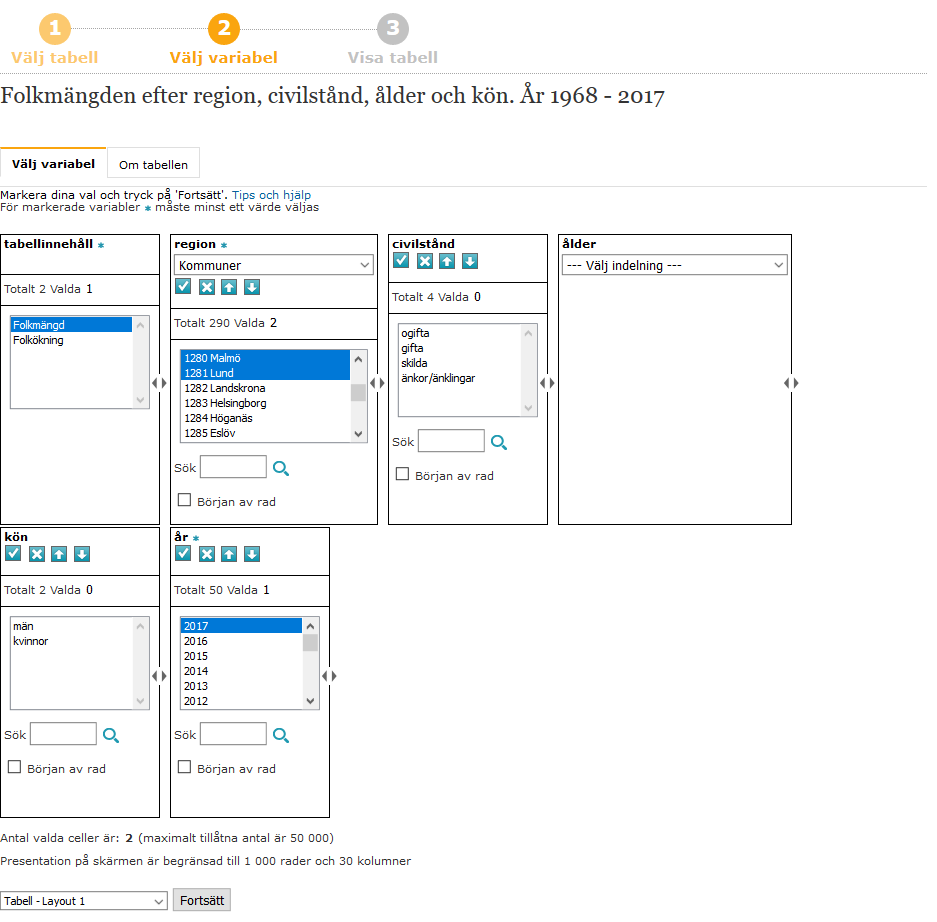 1 2 3
Välj tabell Välj variabel Visa tabell
Folkmängden efter region, civilstånd, ålder och kön. År 1968 - 2017
Välj variabel Om tabellen
Markera dina val och tryck på 'Fortsätt'. Tips och hjälp
För markerade variabler * måste minst ett värde väljas
tabellinnehåll *
Totalt 2 Valda 1
Folkmängd
Folkökning
region *
Kommuner
Totalt 290 Valda 2
1280 Malmö
1281 Lund
1282 Landskrona
1283 Helsingborg
1284 Höganäs
1285 Eslöv
Sök
Början av rad
civilstånd
Totalt 4 Valda 0
ogifta
gifta
skilda
änkor/änklingar
Sök
Början av rad
ålder
--- Välj indelning ---
kön
Totalt 2 Valda 0
män
kvinnor
Sök
Början av rad
år *
Totalt 50 Valda 1
2017
2016
2015
2014
2013
2012
Sök
Början av rad
Antal valda celler är: 2 (maximalt tillåtna antal är 50 000)
Presentation på skärmen är begränsad till 1 000 rader och 30 kolumner
Tabell - Layout 1 Fortsätt